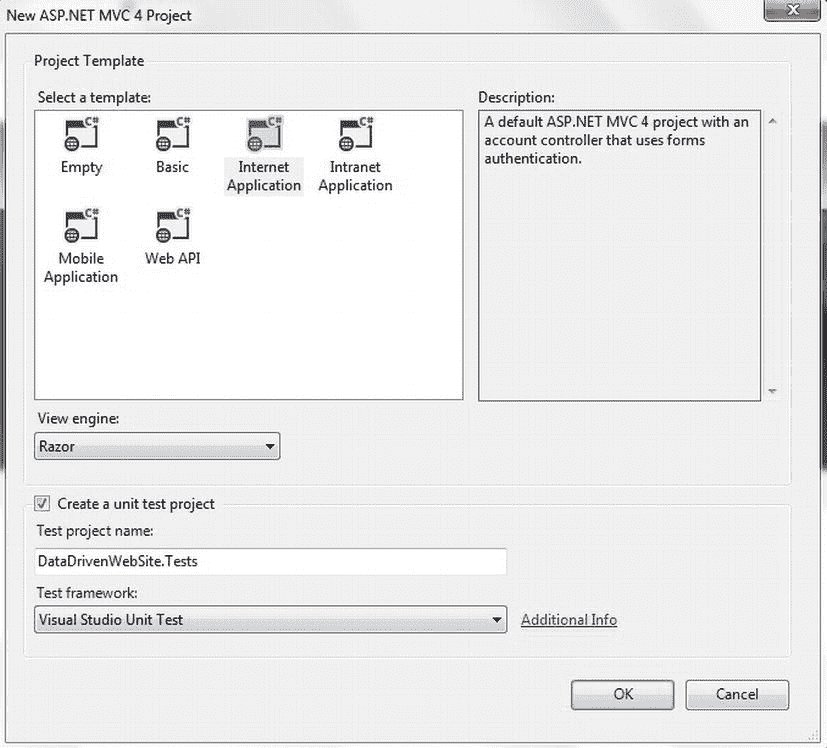 New ASP.NET MVC 4 Project
Project Template
Select a template:
Description:
C#
C#
C#
C#
Empty
Basic
Internet
Application
Intranet
Application
A default ASP.NET MVC 4 project with an
account controller that uses forms
authentication.
C#
C#
Mobile
Application
Web API
View engine:
Razor
Create a unit test project
Test project name:
DataDrivenWebSite.Tests
Test framework:
Visual Studio Unit Test
Additional Info
OK
Cancel